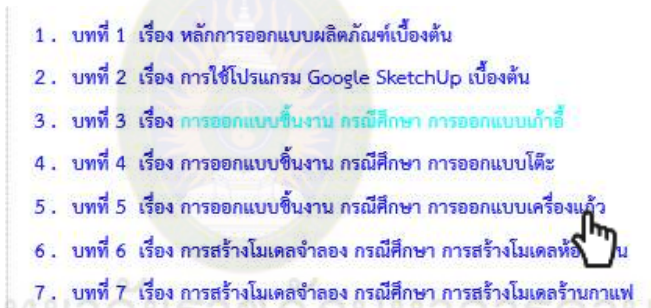 1. บทที่ 1 เรื่อง หลักการออกแบบผลิตภัณฑ์เบื้องต้น
2. บทที่ 2 เรื่อง การใช้โปรแกรม Google SketchUp เบื้องต้น
3. บทที่ 3 เรื่อง การออกแบบชิ้นงาน กรณีศึกษา การออกแบบเก้าอี้
4. บทที่ 4 เรื่อง การออกแบบชิ้นงาน กรณีศึกษา การออกแบบโต๊ะ
5. บทที่ 5 เรื่อง การออกแบบชิ้นงาน กรณีศึกษา การออกแบบเครื่องแก้ว
6. บทที่ 6 เรื่อง การสร้างโมเดลจำลอง กรณีศึกษา
7. บทที่ 7 เรื่อง การสร้างโมเดลจำลอง กรณีศึกษา การสร้างโมเดลร้านกาแฟ